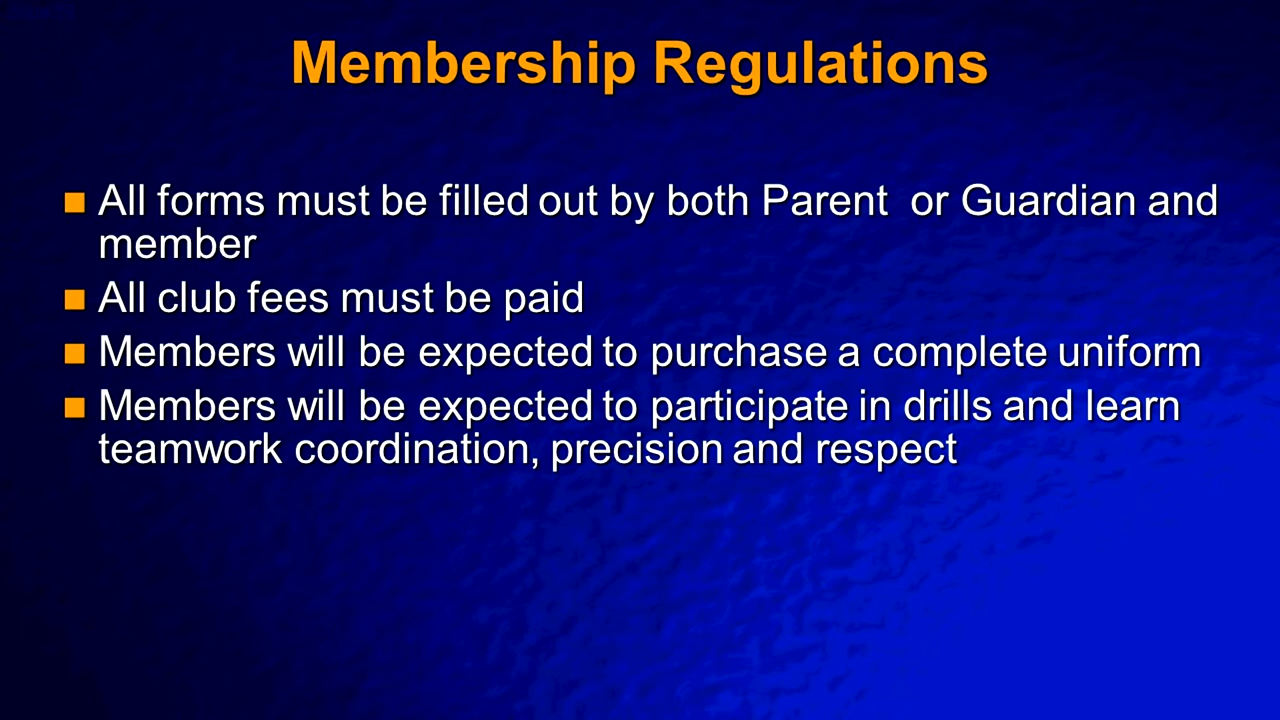 Membership Regulations
All forms must be filled out by both Parent  or Guardian and
member
All club fees must be paid
Members will be expected to purchase a complete uniform
Members will be expected to participate in drills and learn
teamwork coordination, precision and respect